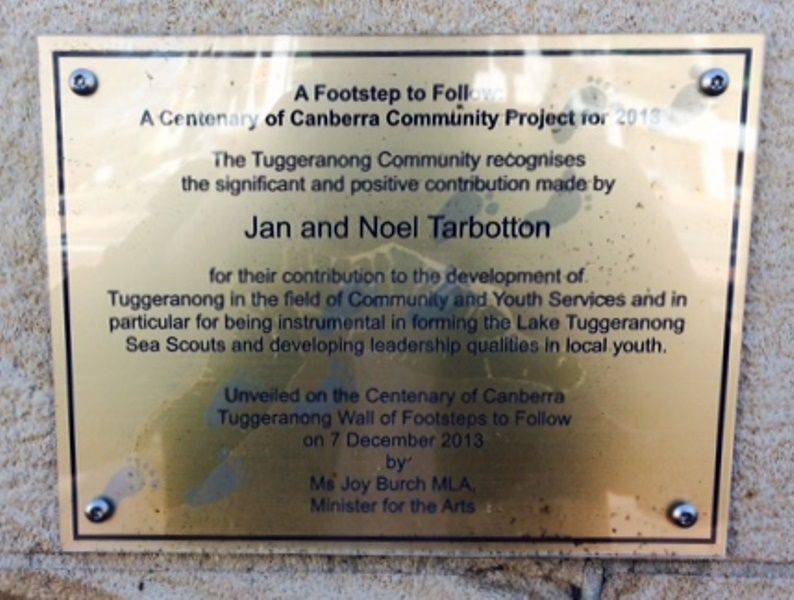 A Footstep to Follow
A Centenary of Canberra Community Project for 2013
The Tuggeranong Community recognises
the significant and positive contribution made by
Jan and Noel Tarbotton
for their contribution to the development of
Tuggeranong in the field of Community and Youth Services and in
particular for being instrumental in forming the Lake Tuggeranong
Sea Scouts and developing leadership qualities in local youth.
Unveiled on the Centenary of Canberra
Tuggeranong Wall of Footsteps to Follow
on 7 December 2013
by
Ms Joy Burch MLA,
Minister for the Arts